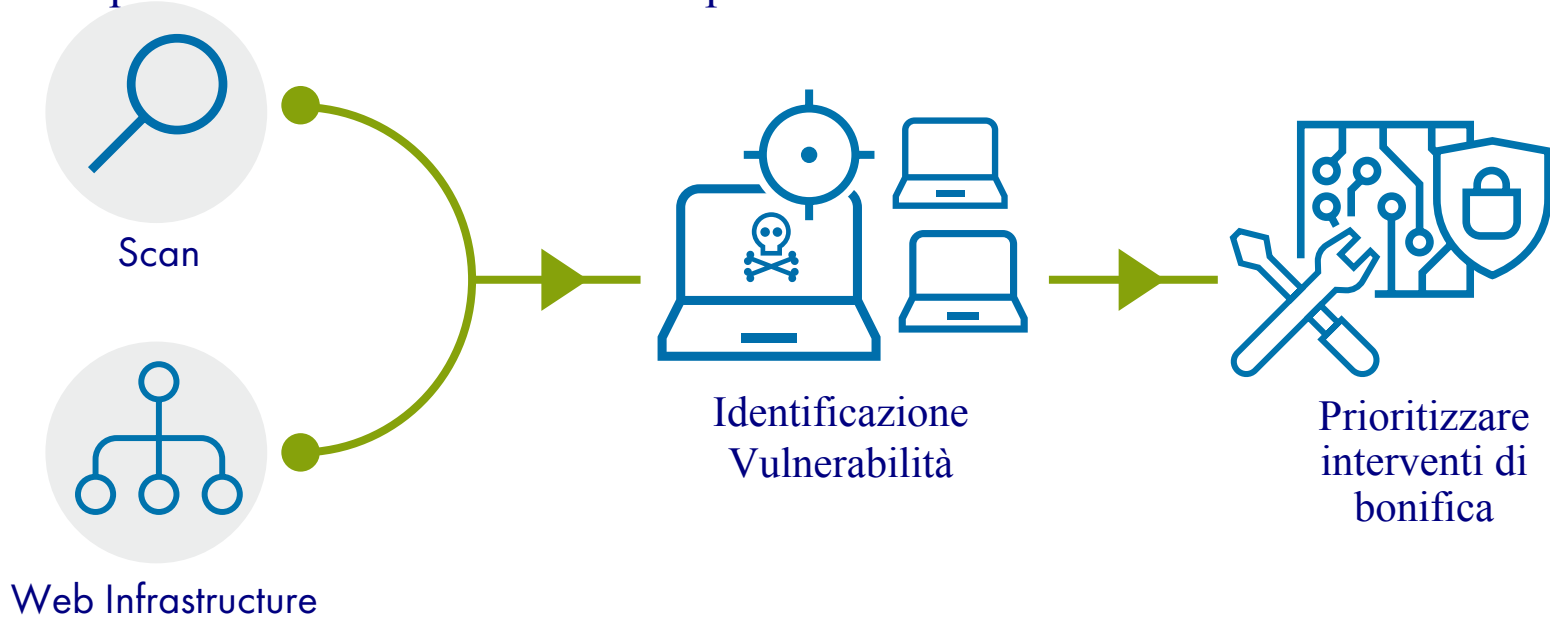 Scan
Web Infrastructure
Identificazione
Vulnerabilità
Prioritizzare
interventi di
bonifica